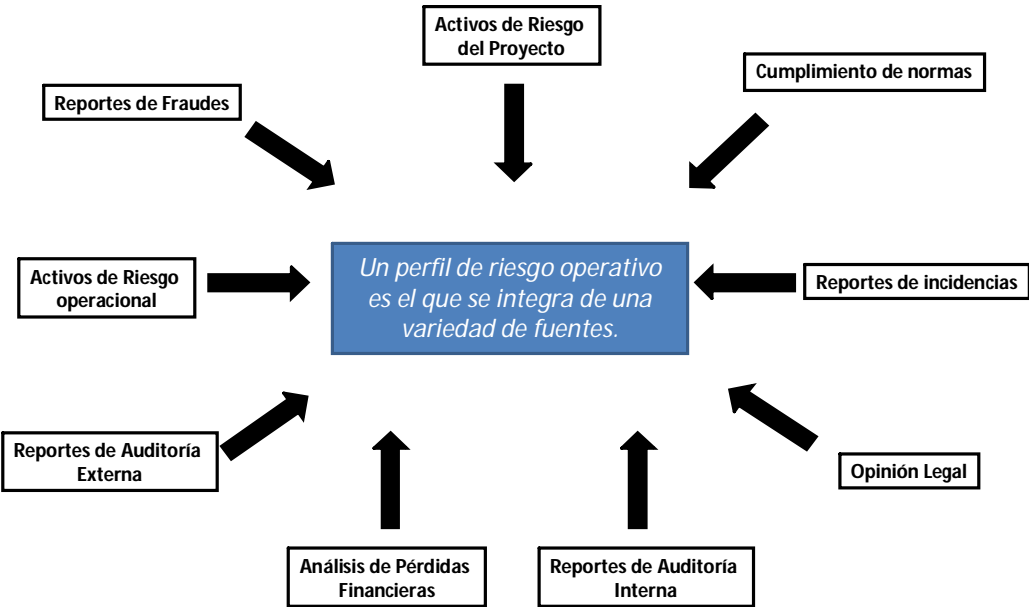 Activos de Riesgo
del Proyecto
Cumplimiento de normas
Reportes de Fraudes
Activos de Riesgo
operacional
Un perfil de riesgo operativo
es el que se integra de una
variedad de fuentes.
Reportes de incidencias
Reportes de Auditoría
Externa
Opinión Legal
Análisis de Pérdidas
Financieras
Reportes de Auditoría
Interna